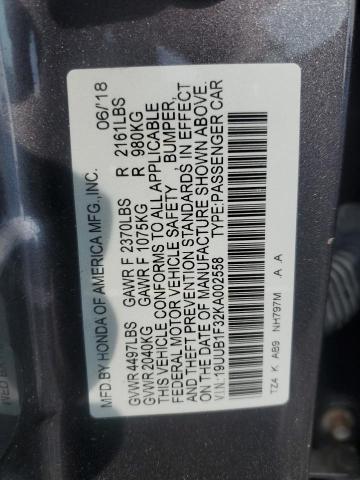 MFD BY HONDA OF AMERICA MFG.,INC. 06/'18
GVWR 4497LBS GAWR F 2370LBS R 2161LBS
GVWR 2040KG GAWR F 1075KG R 980KG
THIS VEHICLE CONFORMS TO ALL APPLICABLE
FEDERAL MOTOR VEHICLE SAFETY BUMPER,
AND THEFT PREVENTION STANDARDS IN EFFECT
ON THE DATE OF MANUFACTURE SHOWN ABOVE.
V.I.N:19UUB1F32KA002558 TYPE:PASSENGER CAR
TZ4 K A89 NH797M .A .A